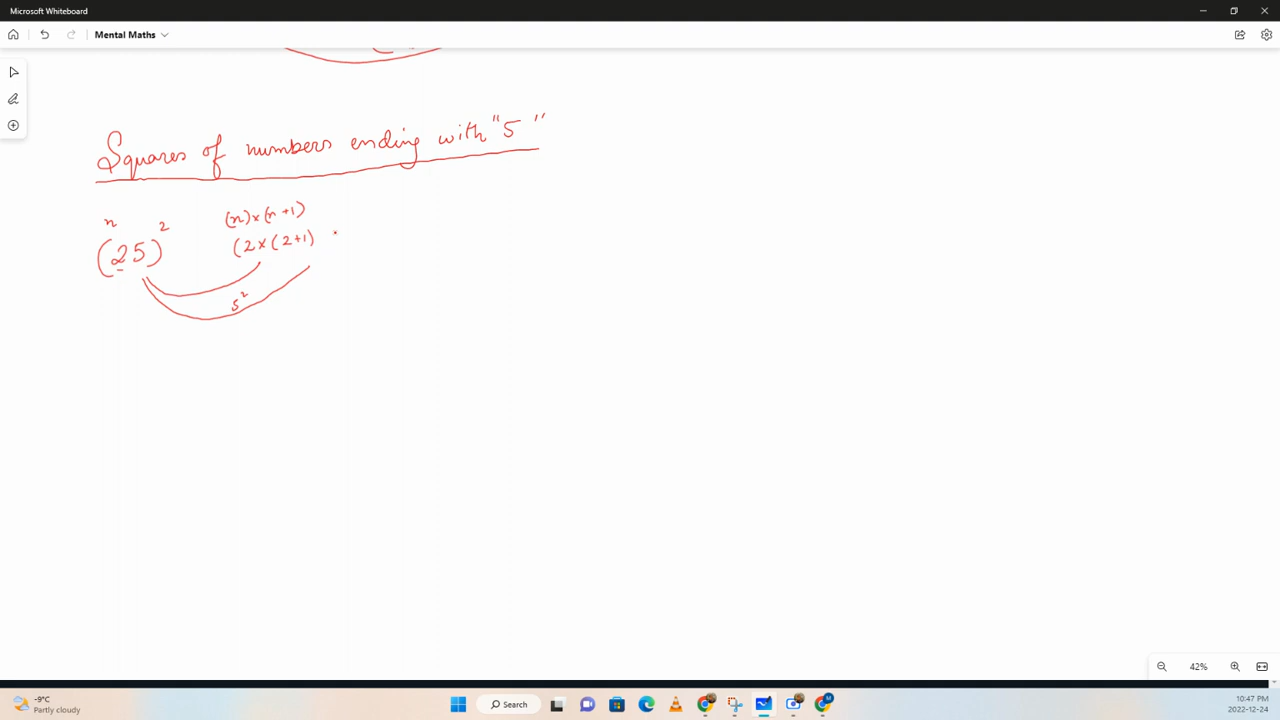 Microsoft Whiteboard
Mental Maths
Squares of numbers ending with "5"
n
(25)²
(n)×(n+1)
(2×(2+1)
5²
42%
-9°C
Partly cloudy
Search
10:47 PM
2022-12-24